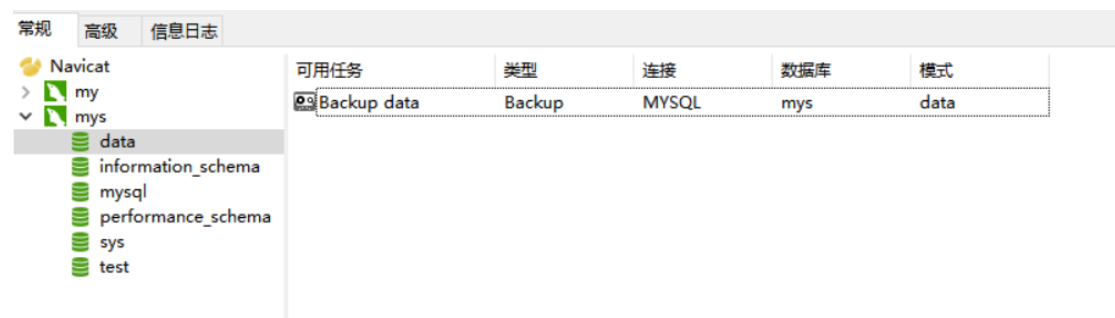 常规 高级 信息日志
Navicat 可用任务 类型 连接 数据库 模式
my Backup data Backup MYSQL mys data
mys
data
information_schema
mysql
performance_schema
sys
test